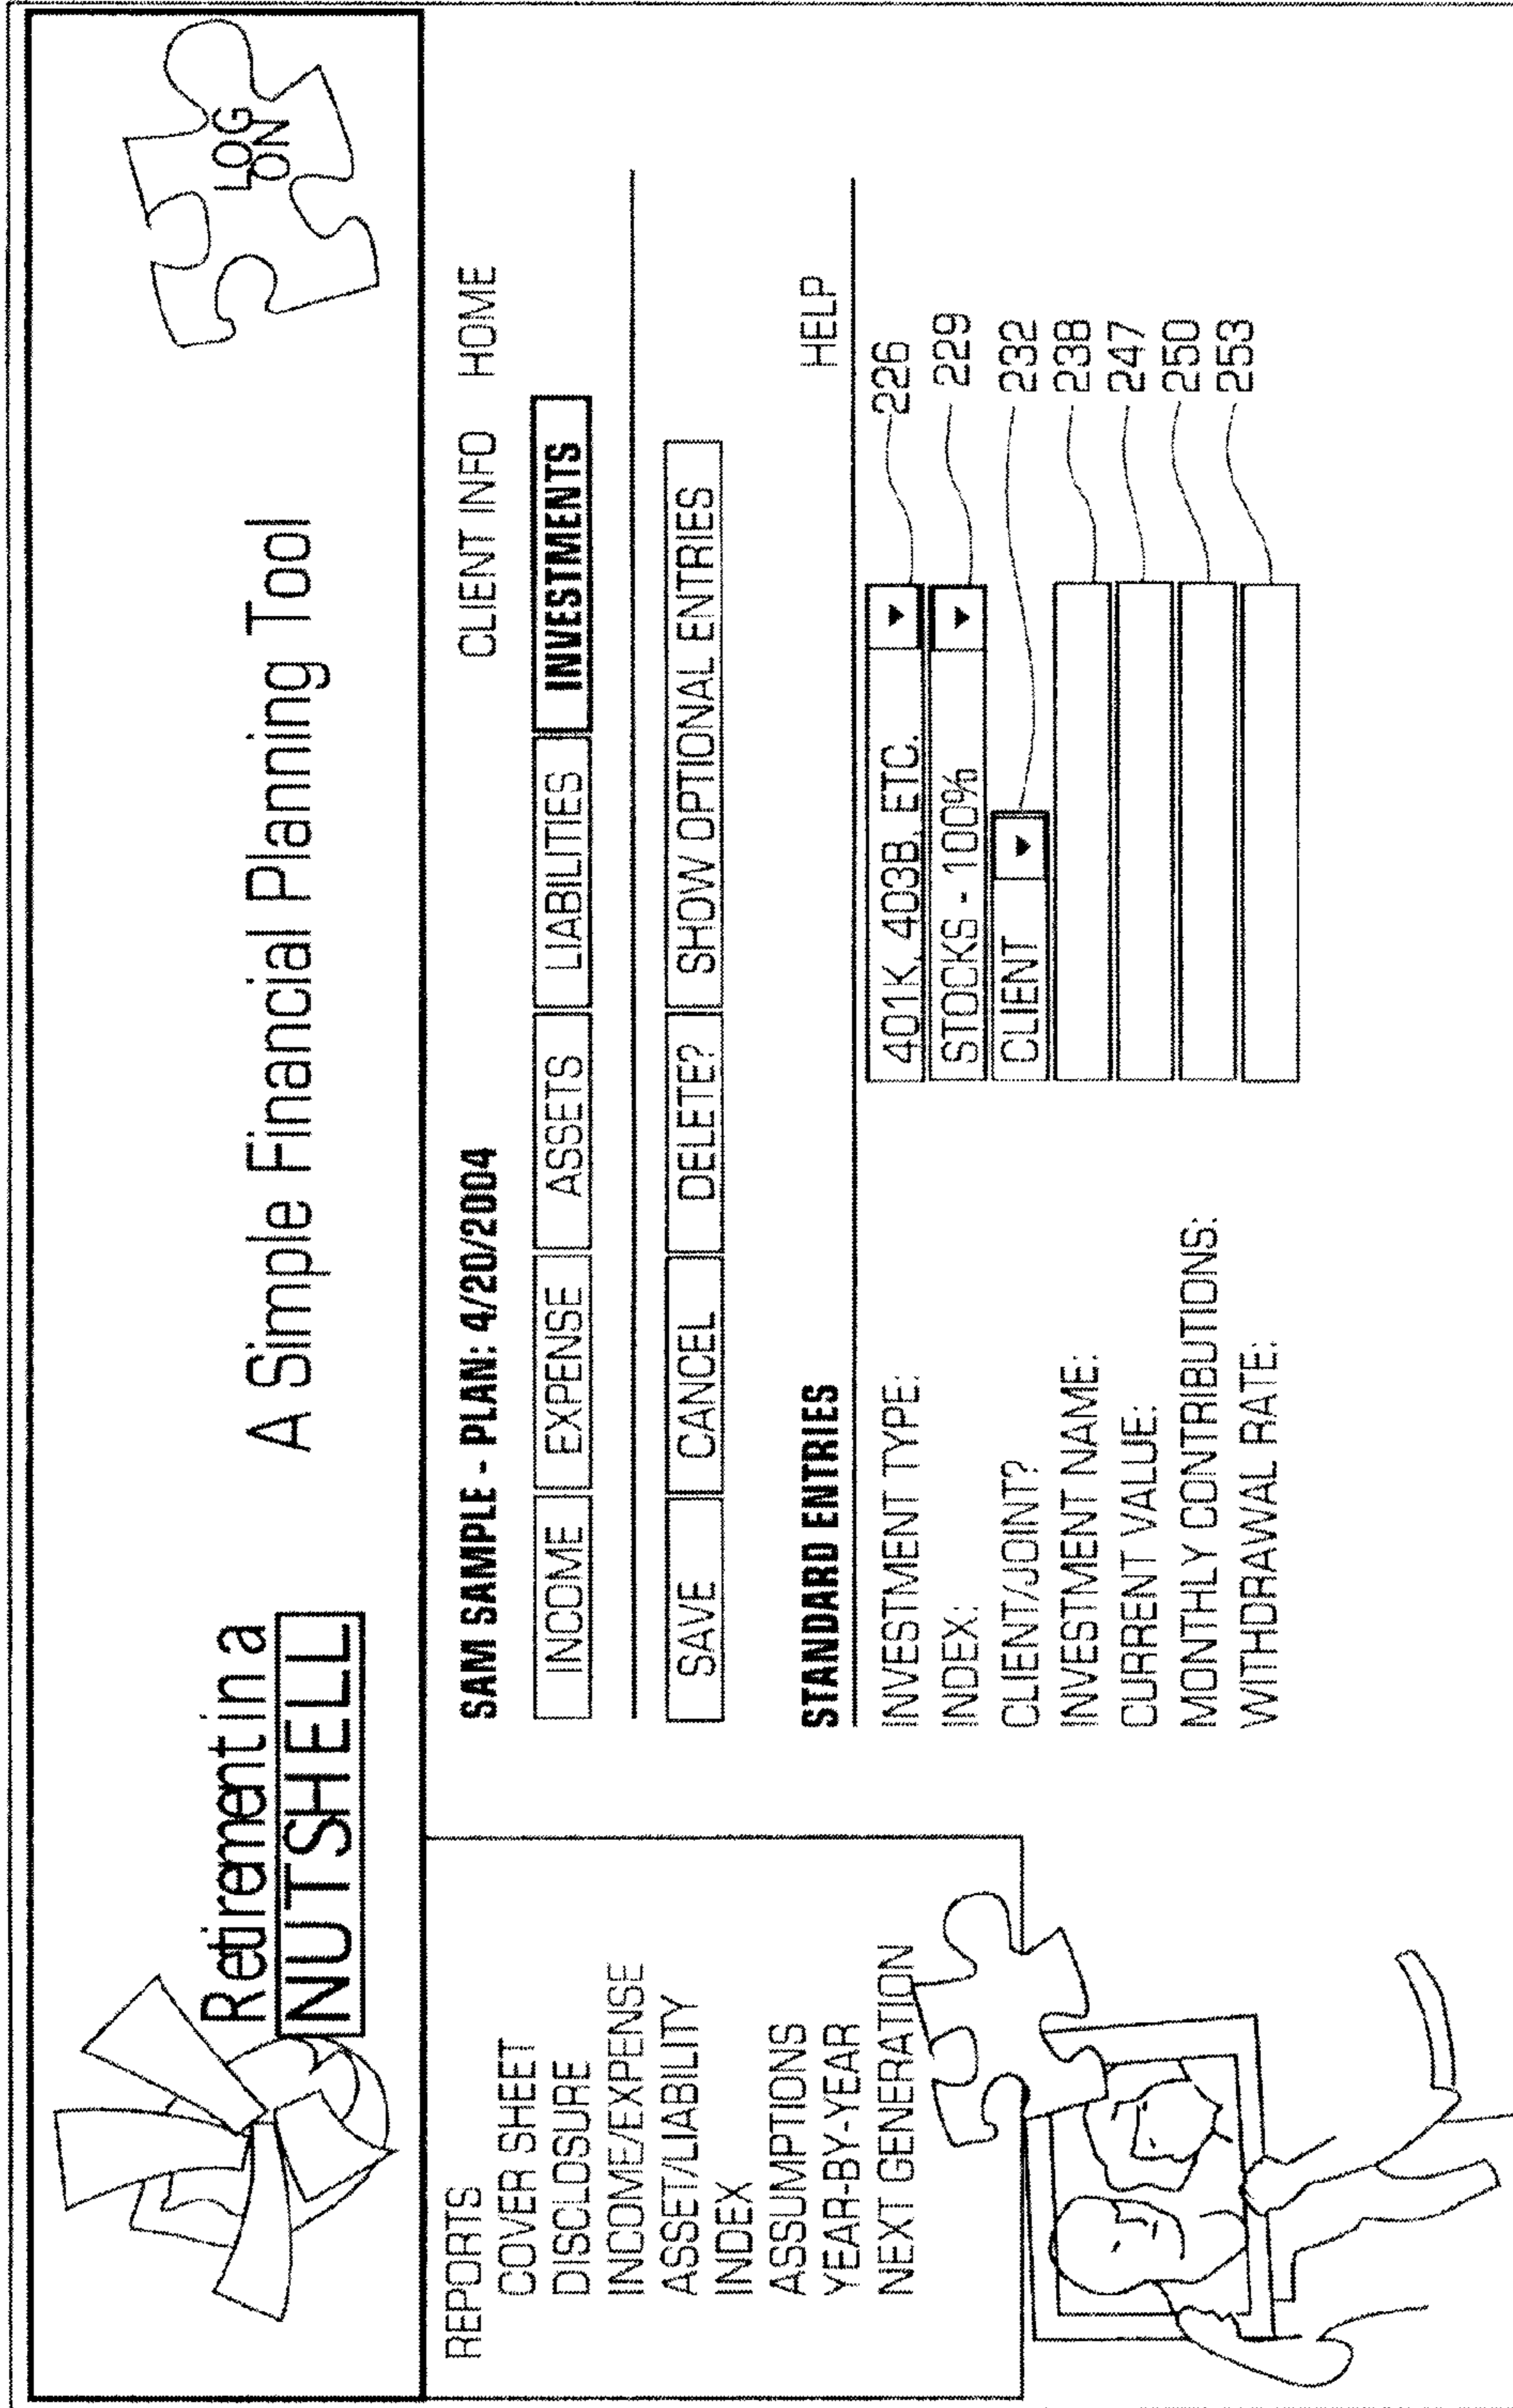 Retirement in a
NUTSHELL
A Simple Financial Planning Tool
LOG
ON
REPORTS
COVER SHEET
DISCLOSURE
INCOME/EXPENSE
ASSET/LIABILITY
INDEX
ASSUMPTIONS
YEAR-BY-YEAR
NEXT GENERATION
SAM SAMPLE - PLAN: 4/20/2004 CLIENT INFO HOME
INCOME EXPENSE ASSETS LIABILITIES INVESTMENTS
SAVE CANCEL DELETE? SHOW OPTIONAL ENTRIES
STANDARD ENTRIES HELP
INVESTMENT TYPE: 401K, 403B, ETC. 226
INDEX: STOCKS - 100% 229
CLIENT/JOINT? CLIENT 232
INVESTMENT NAME: 238
CURRENT VALUE: 247
MONTHLY CONTRIBUTIONS: 250
WITHDRAWAL RATE: 253